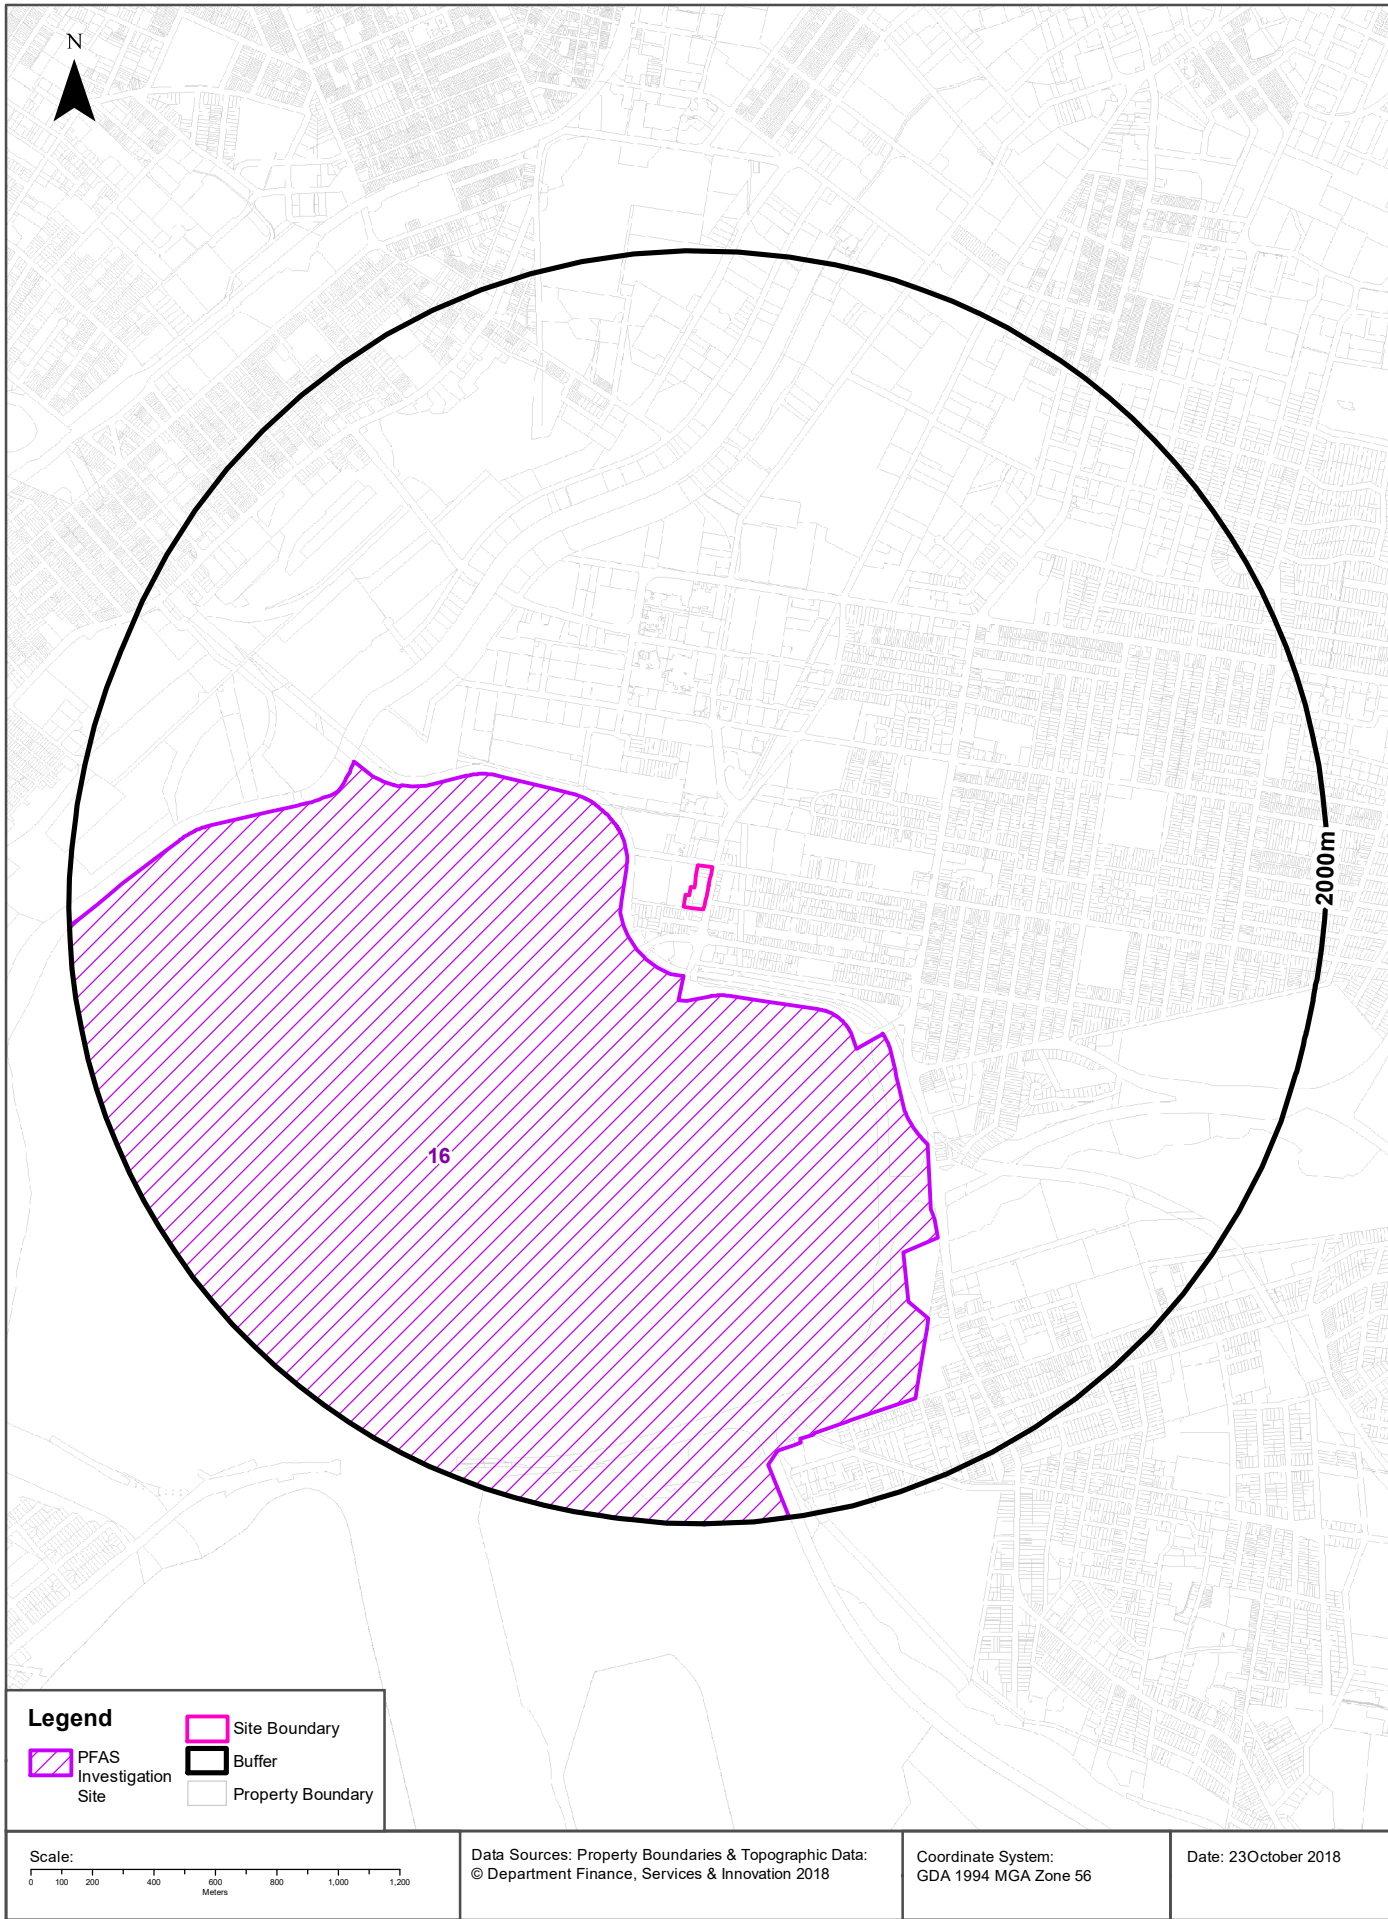 N
2000m
16
Legend
PFAS
Investigation
Site
Site Boundary
Buffer
Property Boundary
Scale:
0 100 200 400 600 800 1,000 1,200
Meters
Data Sources: Property Boundaries & Topographic Data:
© Department Finance, Services & Innovation 2018
Coordinate System:
GDA 1994 MGA Zone 56
Date: 23October 2018